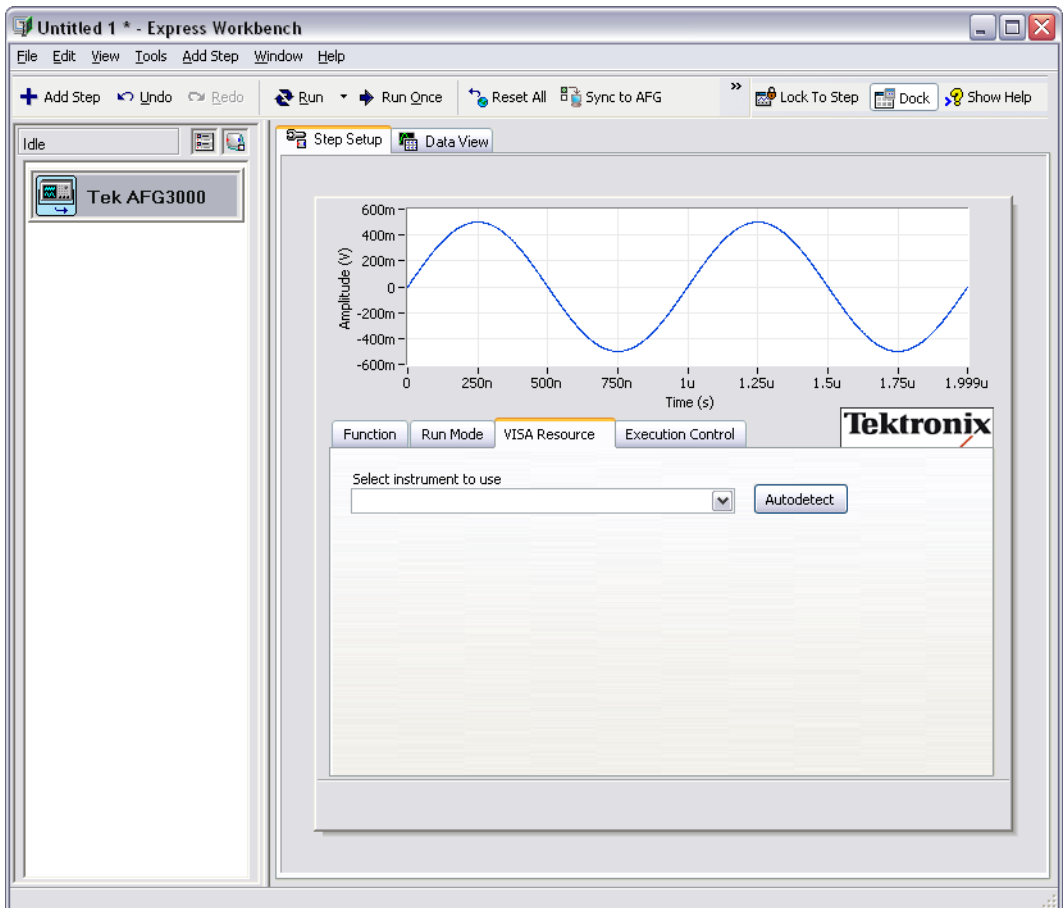 Untitled 1 * - Express Workbench
File Edit View Tools Add Step Window Help
Add Step Undo Redo Run Run Once Reset All Sync to AFG » Lock To Step Dock Show Help
Idle
Tek AFG3000
Step Setup Data View
600m
400m
200m
0
-200m
-400m
-600m
Amplitude (V)
0 250n 500n 750n 1u 1.25u 1.5u 1.75u 1.999u
Time (s)
Function Run Mode VISA Resource Execution Control
Tektronix
Select instrument to use
Autodetect